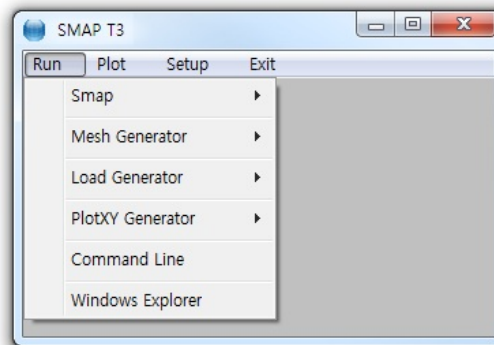 SMAP T3
Run Plot Setup Exit
Smap
Mesh Generator
Load Generator
PlotXY Generator
Command Line
Windows Explorer